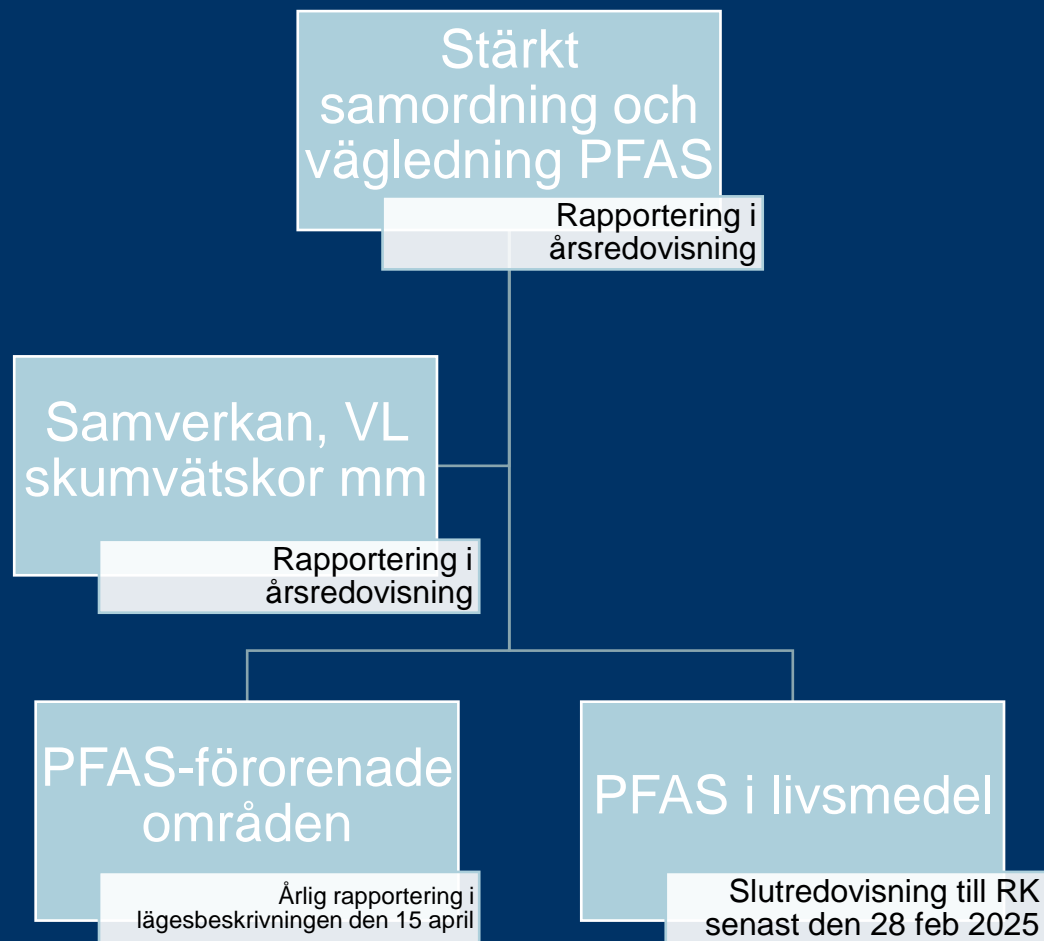 Stärkt
samordning och
vägledning PFAS
Rapportering i
årsredovisning
Samverkan, VL
skumvätskor mm
Rapportering i
årsredovisning
PFAS-förorenade
områden
Årlig rapportering i
lägesbeskrivningen den 15 april
PFAS i livsmedel
Slutredovisning till RK
senast den 28 feb 2025